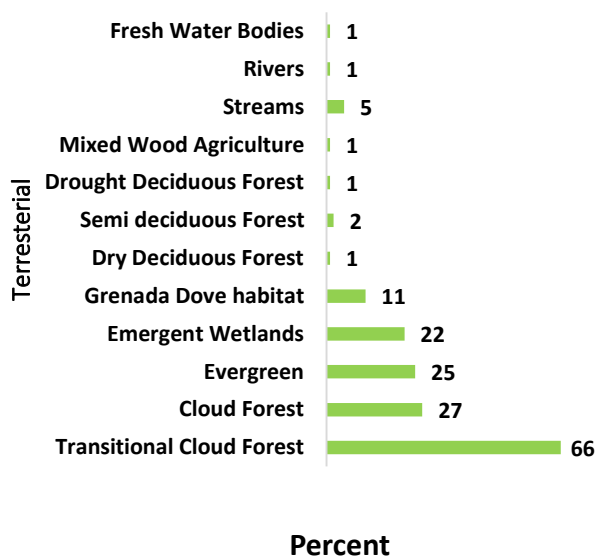 Terresterial
Fresh Water Bodies 1
Rivers 1
Streams 5
Mixed Wood Agriculture 1
Drought Deciduous Forest 1
Semi deciduous Forest 2
Dry Deciduous Forest 1
Grenada Dove habitat 11
Emergent Wetlands 22
Evergreen 25
Cloud Forest 27
Transitional Cloud Forest 66
Percent